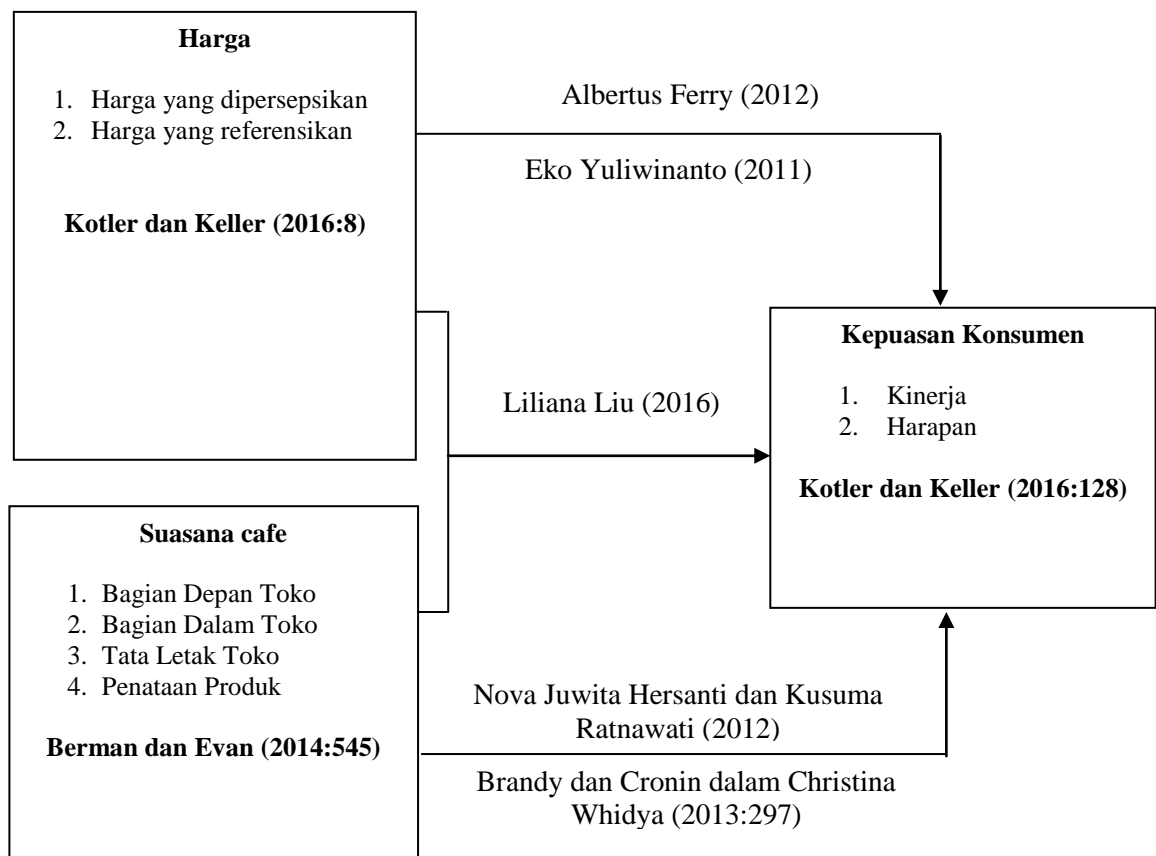 Harga
1. Harga yang dipersepsikan
2. Harga yang referensikan
Kotler dan Keller (2016:8)
Albertus Ferry (2012)
Eko Yuliwinanto (2011)
Liliana Liu (2016)
Kepuasan Konsumen
1. Kinerja
2. Harapan
Kotler dan Keller (2016:128)
Suasana cafe
1. Bagian Depan Toko
2. Bagian Dalam Toko
3. Tata Letak Toko
4. Penataan Produk
Berman dan Evan (2014:545)
Nova Juwita Hersanti dan Kusuma
Ratnawati (2012)
Brandy dan Cronin dalam Christina
Whidya (2013:297)